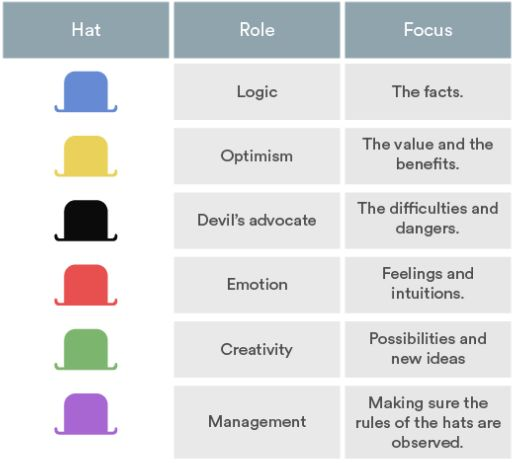 Hat Role Focus
Logic The facts.
Optimism The value and the
benefits.
Devil's advocate The difficulties and
dangers.
Emotion Feelings and
intuitions.
Creativity Possibilities and
new ideas
Management Making sure the
rules of the hats are
observed.